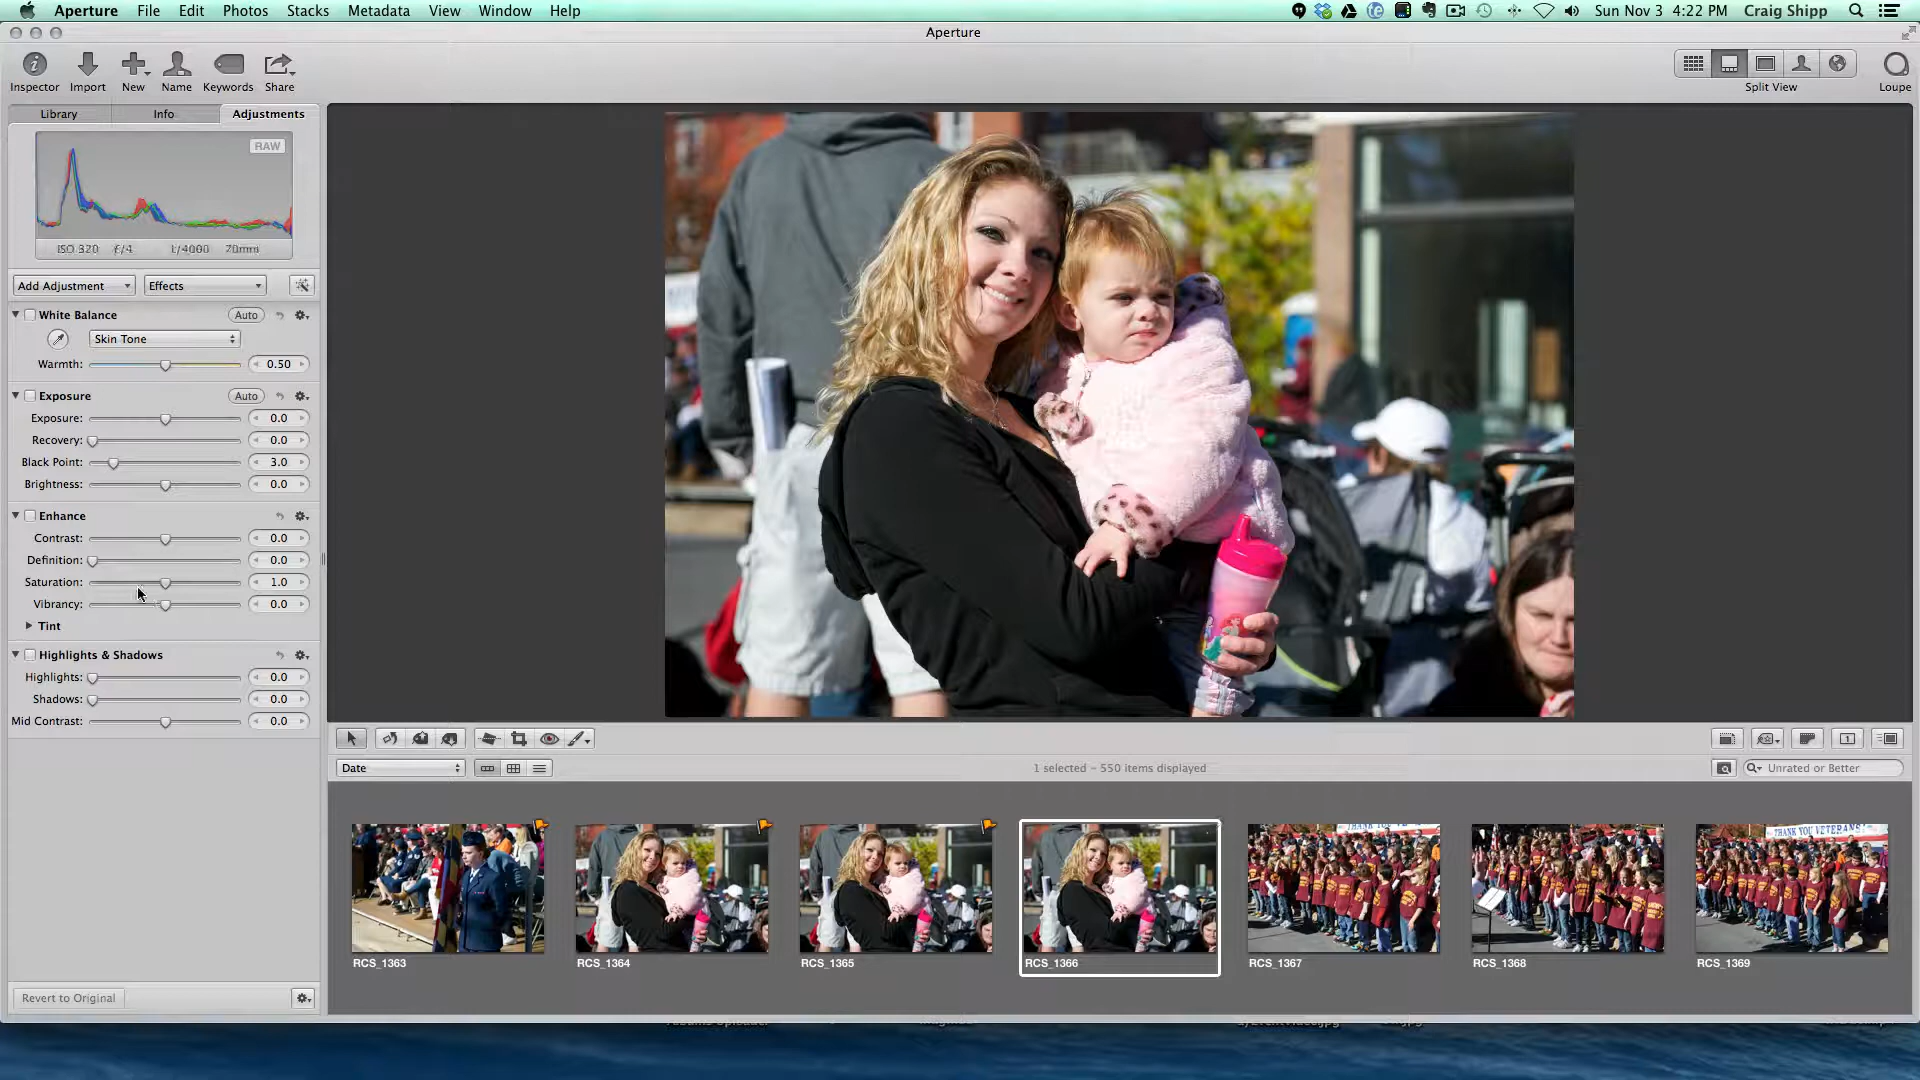 Aperture File Edit Photos Stacks Metadata View Window Help Sun Nov 3 4:22 PM Craig Shipp
Aperture
Inspector Import New Name Keywords Share Split View Loupe
Library Info Adjustments
RAW
ISO 320 f/4 1/4000 70mm
Add Adjustment Effects
White Balance Auto
Skin Tone
Warmth: 0.50
Exposure Auto
Exposure: 0.0
Recovery: 0.0
Black Point: 3.0
Brightness: 0.0
Enhance
Contrast: 0.0
Definition: 0.0
Saturation: 1.0
Vibrancy: 0.0
Tint
Highlights & Shadows
Highlights: 0.0
Shadows: 0.0
Mid Contrast: 0.0
Date 1 selected – 550 items displayed Unrated or Better
THANK YOU VETERANS
RCS_1363 RCS_1364 RCS_1365 RCS_1366 RCS_1367 RCS_1368 RCS_1369
Revert to Original